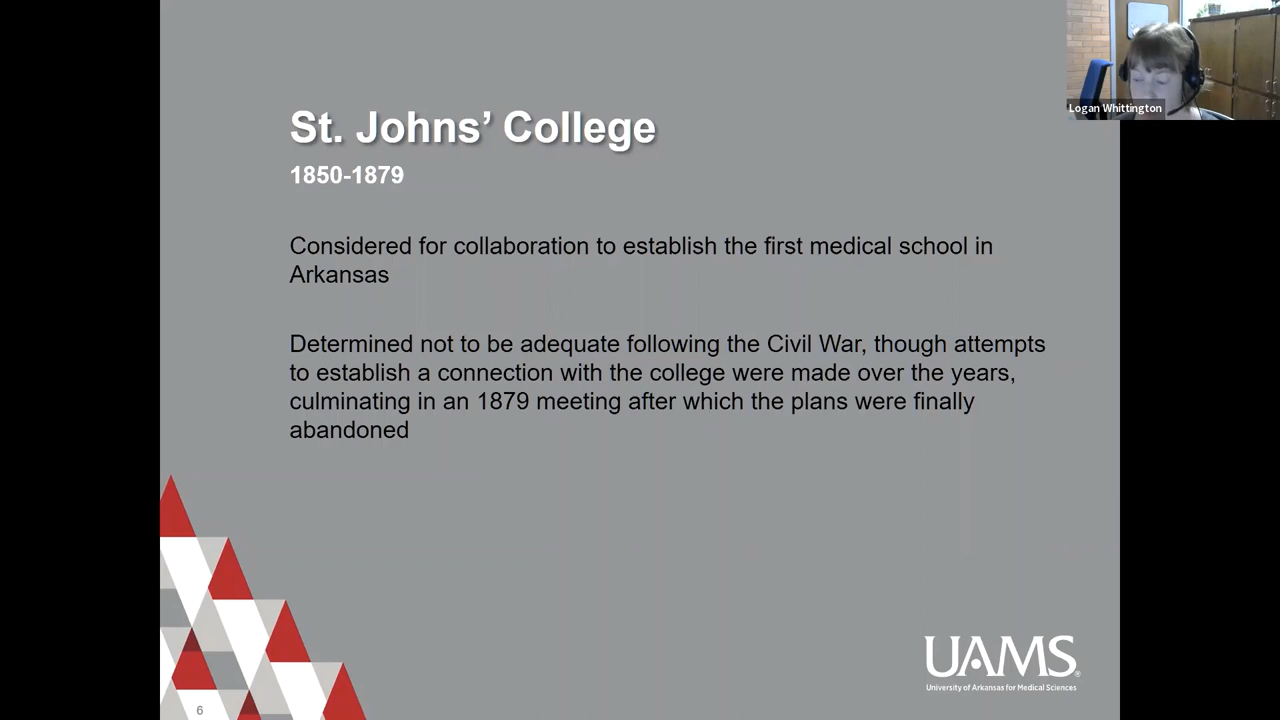 Logan Whittington
St. Johns’ College
1850-1879
Considered for collaboration to establish the first medical school in
Arkansas
Determined not to be adequate following the Civil War, though attempts
to establish a connection with the college were made over the years,
culminating in an 1879 meeting after which the plans were finally
abandoned
UAMS®
University of Arkansas for Medical Sciences
6